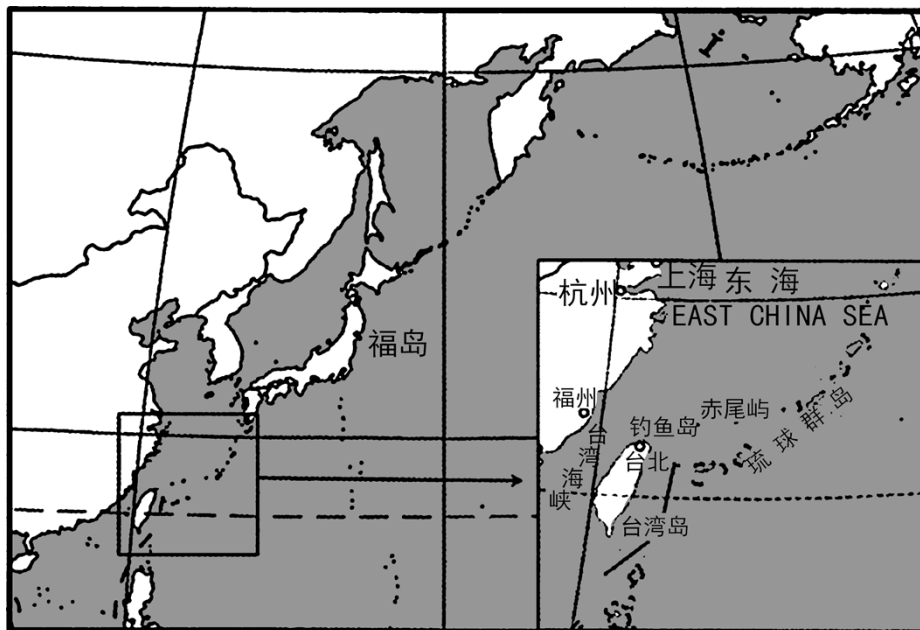 福岛
上海 东海
杭州
EAST CHINA SEA
福州
赤尾屿
钓鱼岛
琉球群岛
台湾海峡
台北
台湾岛